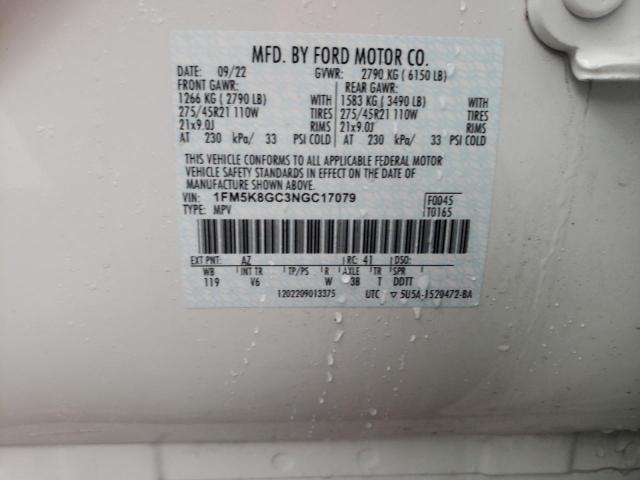 MFD. BY FORD MOTOR CO.
DATE: 09/22 GVWR: 2790 KG ( 6150 LB)
FRONT GAWR: REAR GAWR:
1266 KG ( 2790 LB) WITH 1583 KG ( 3490 LB) WITH
275/45R21 110W TIRES 275/45R21 110W TIRES
21x9.0J RIMS 21x9.0J RIMS
AT 230 kPa/ 33 PSI COLD AT 230 kPa/ 33 PSI COLD
THIS VEHICLE CONFORMS TO ALL APPLICABLE FEDERAL MOTOR
VEHICLE SAFETY STANDARDS IN EFFECT ON THE DATE OF
MANUFACTURE SHOWN ABOVE.
VIN: 1FM5K8GC3NGC17079 F0045
TYPE: MPV T0165
EXT PNT: AZ RC: 41 DSO:
WB INT TR TP/PS R AXLE TR SPR
119 V6 W 3B T DDTT
1202209013375 UTC ▽ 5U5A-1520472-BA